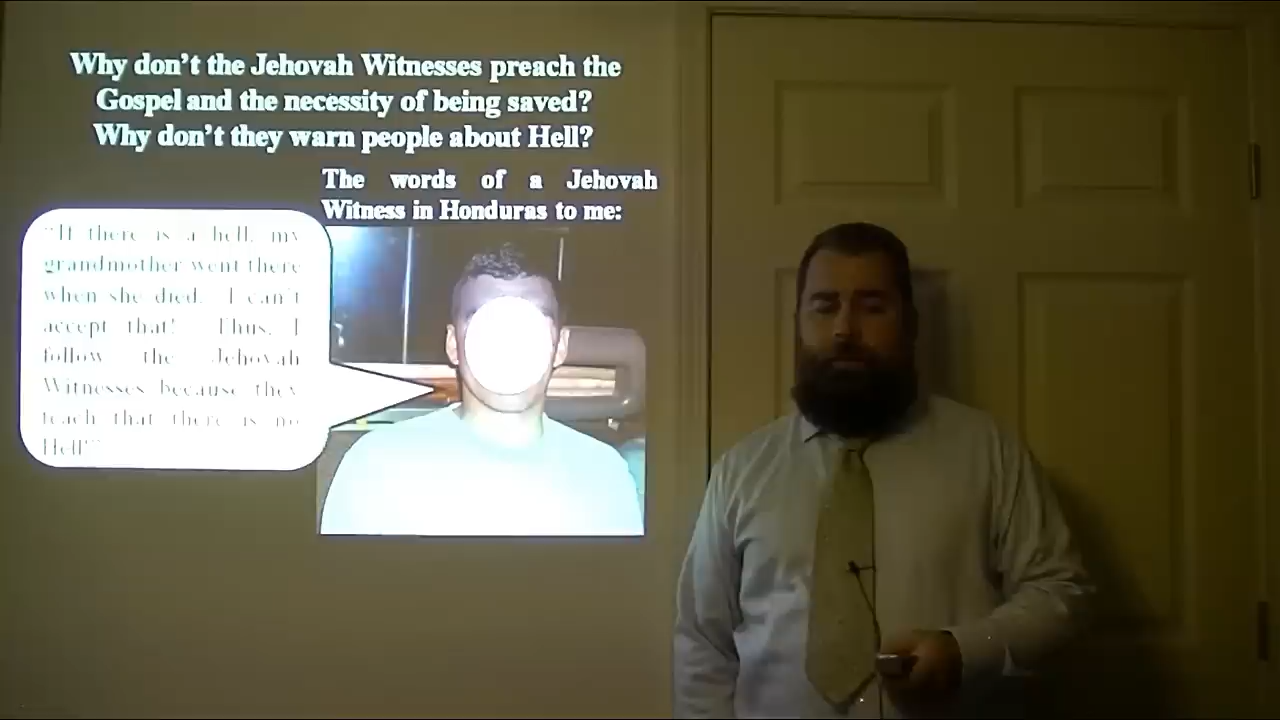 Why don't the Jehovah Witnesses preach the
Gospel and the necessity of being saved?
Why don't they warn people about Hell?
The words of a Jehovah
Witness in Honduras to me:
"If there is a hell, my
grandmother went there
when she died. I can't
accept that! Thus, I
follow the Jehovah
Witnesses because they
teach that there is no
Hell"